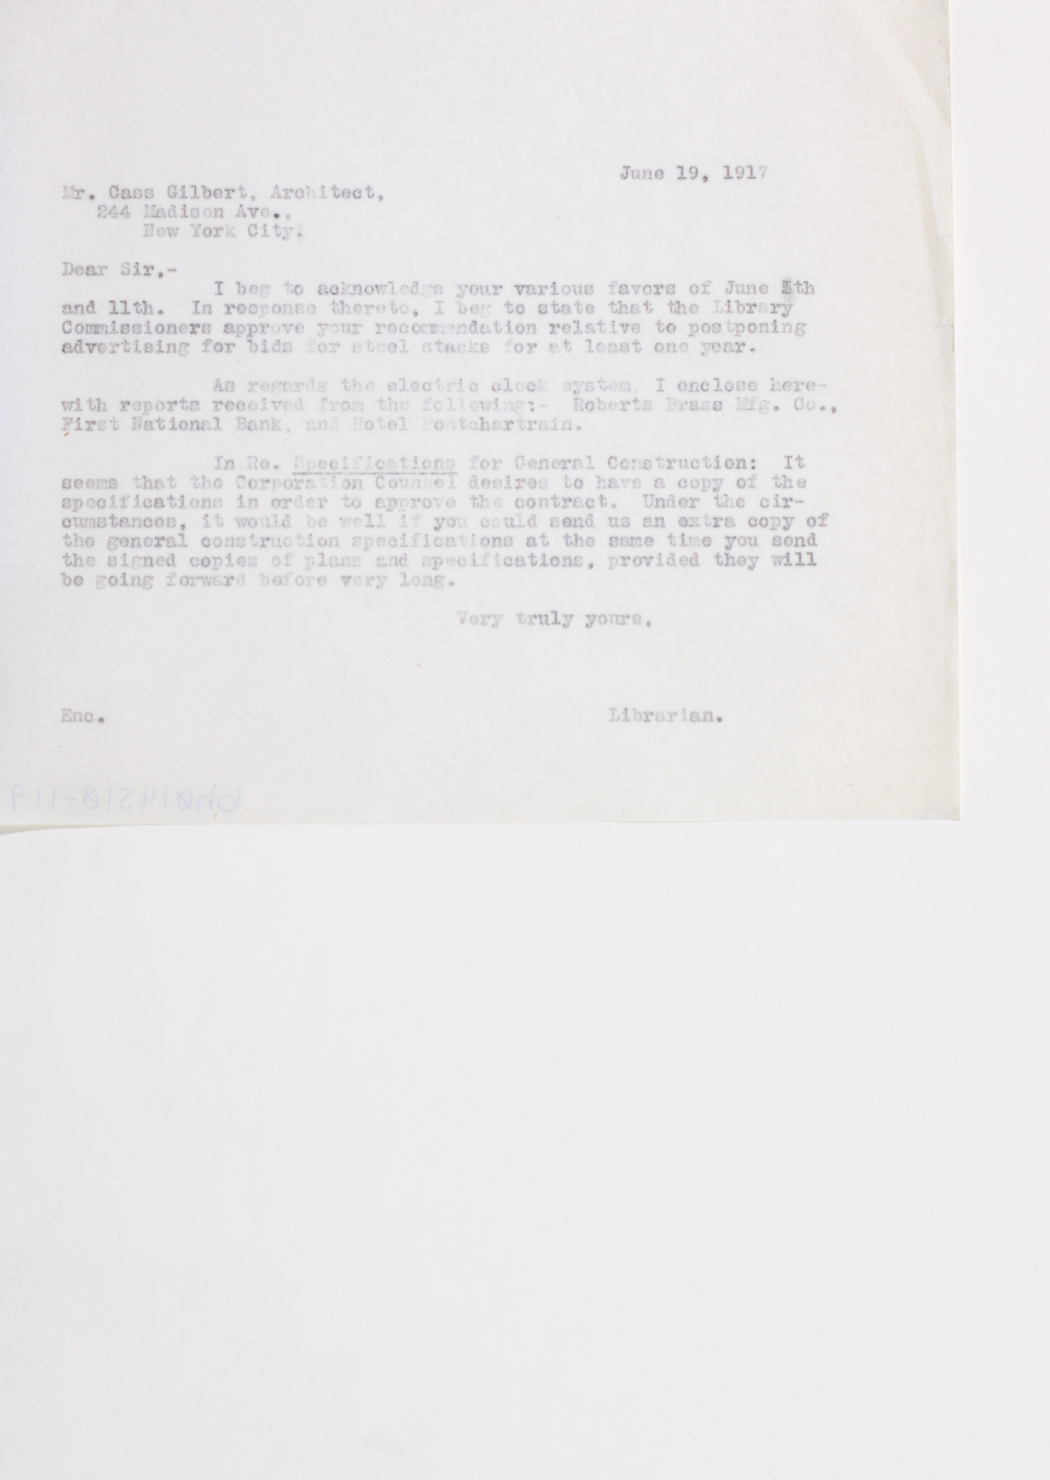 June 19, 1917
Mr. Cass Gilbert, Architect,
244 Madison Ave.,
New York City.
Dear Sir,-
I beg to acknowledge your various favors of June th
and 11th. In response thereto, I beg to state that the Library
Commissioners approve your recommendation relative to postponing
advertising for bids for steel stacks for at least one year.
As regards the electric clock system, I enclose here-
with reports received from the following:- Roberts Brass Mfg. Co.,
First National Bank, and Hotel Pontchartrain.
In Re. Specifications for General Construction: It
seems that the Corporation Counsel desires to have a copy of the
specifications in order to approve the contract. Under the cir-
cumstances, it would be well if you could send us an extra copy of
the general construction specifications at the same time you send
the signed copies of plans and specifications, provided they will
be going forward before very long.
Very truly yours,
Enc. Librarian.